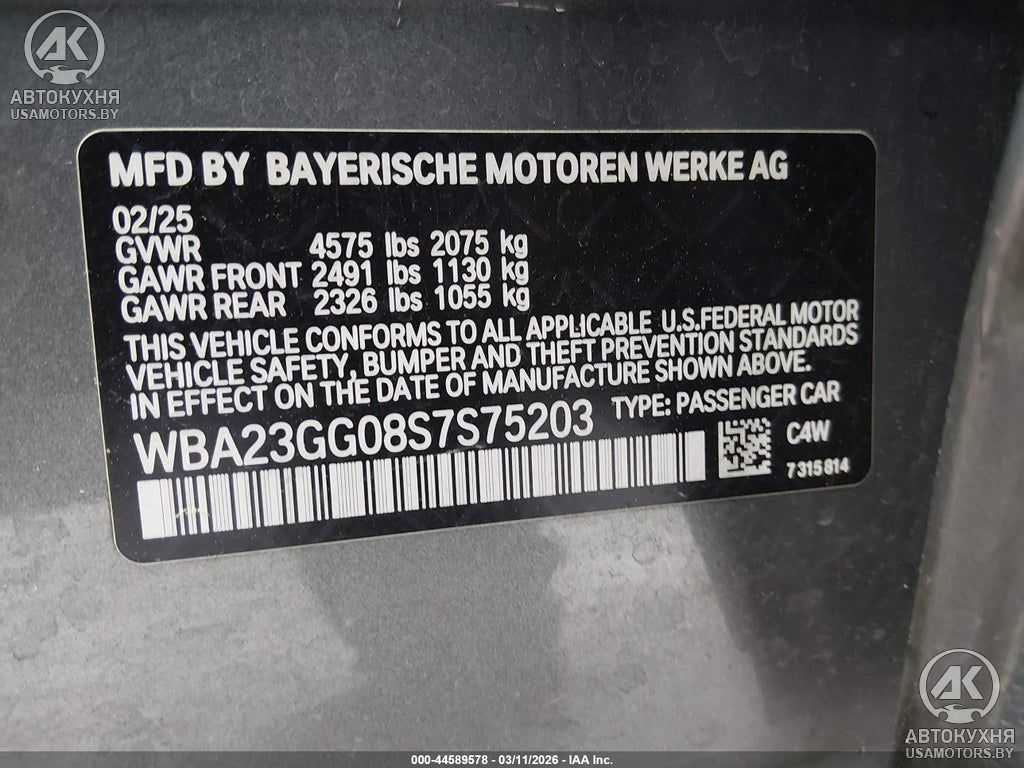 AK
АВТОКУХНЯ
USAMOTORS.BY
MFD BY BAYERISCHE MOTOREN WERKE AG
02/25
GVWR 4575 lbs 2075 kg
GAWR FRONT 2491 lbs 1130 kg
GAWR REAR 2326 lbs 1055 kg
THIS VEHICLE CONFORMS TO ALL APPLICABLE U.S.FEDERAL MOTOR
VEHICLE SAFETY, BUMPER AND THEFT PREVENTION STANDARDS
IN EFFECT ON THE DATE OF MANUFACTURE SHOWN ABOVE.
WBA23GG08S7S75203 TYPE: PASSENGER CAR
C4W
7315814
AK
АВТОКУХНЯ
USAMOTORS.BY
000-44589578 - 03/11/2026 - IAA Inc.